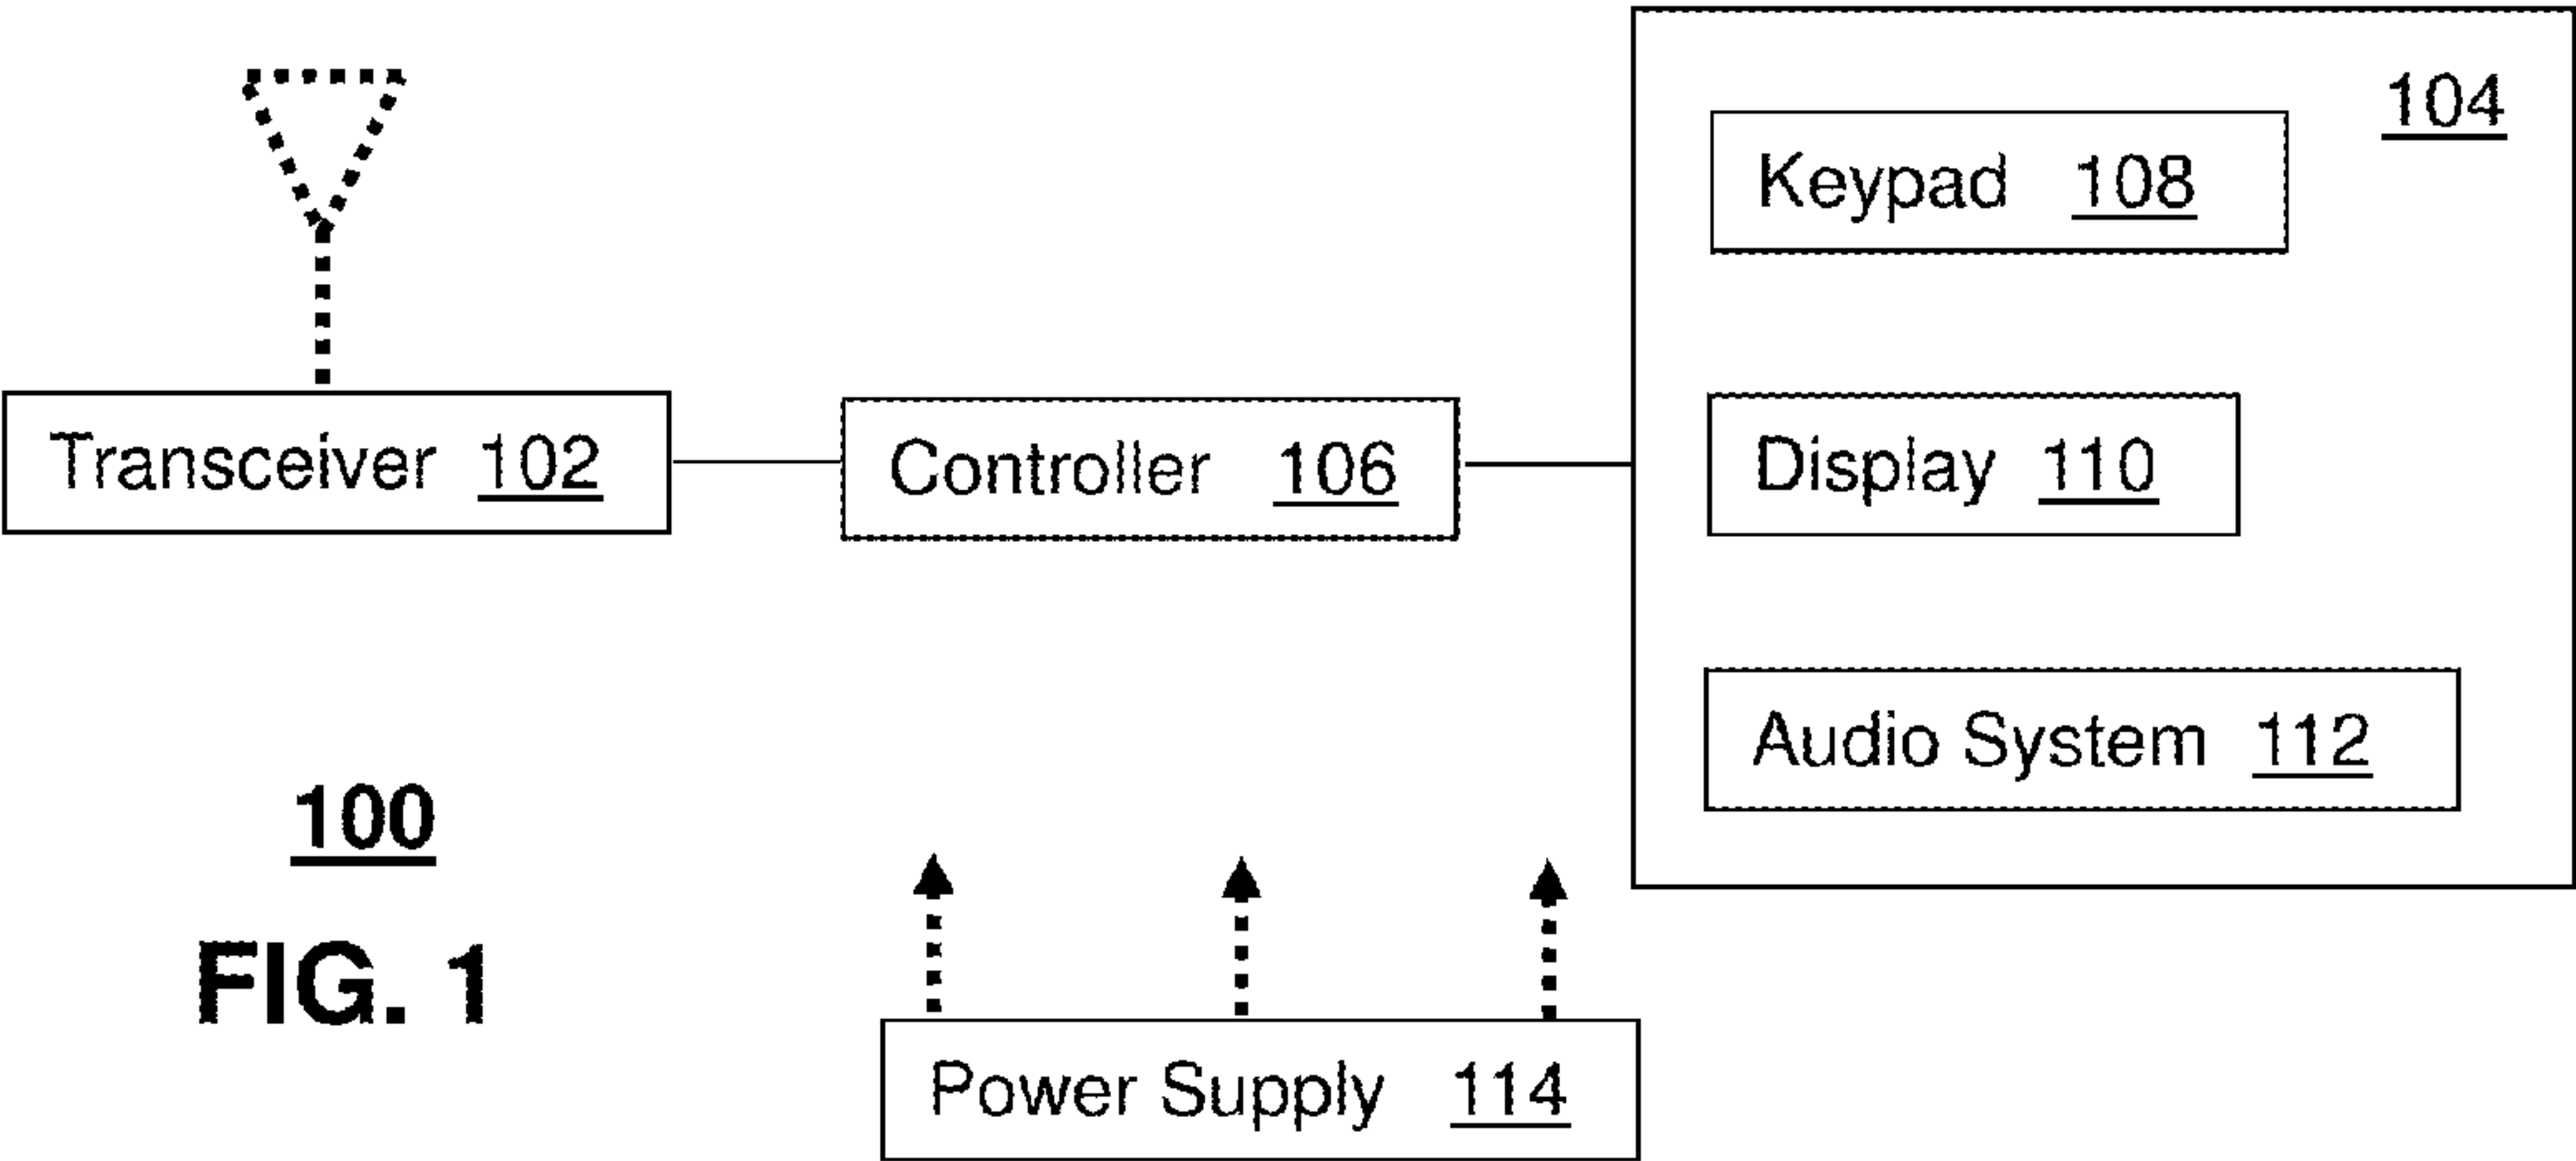 104
Keypad 108
Transceiver 102
Controller 106
Display 110
Audio System 112
100
FIG. 1
Power Supply 114